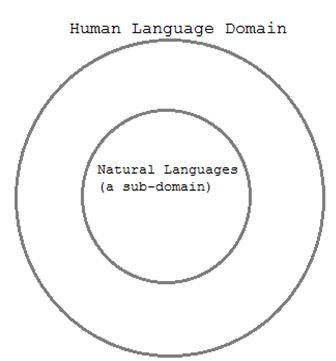 Human Language Domain
Natural Languages
(a sub-domain)